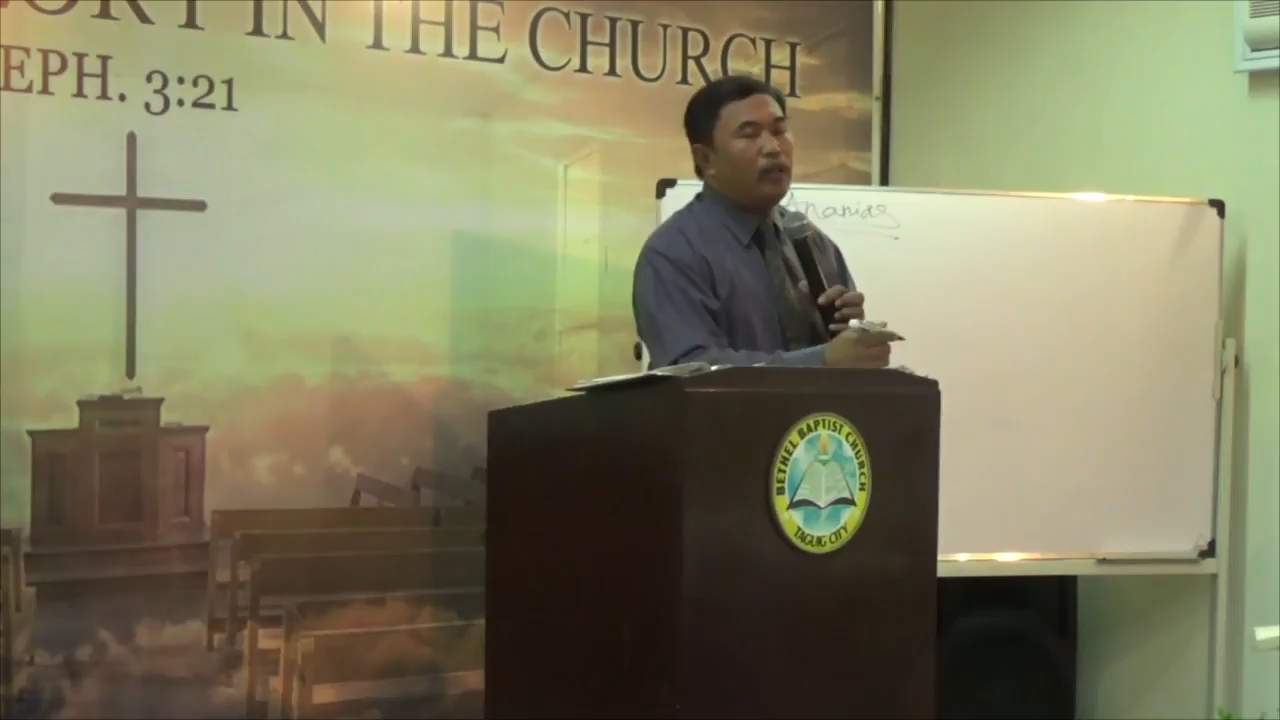 ORY IN THE CHURCH
EPH. 3:21
Ananias
BETHEL BAPTIST CHURCH
TAGUIG CITY